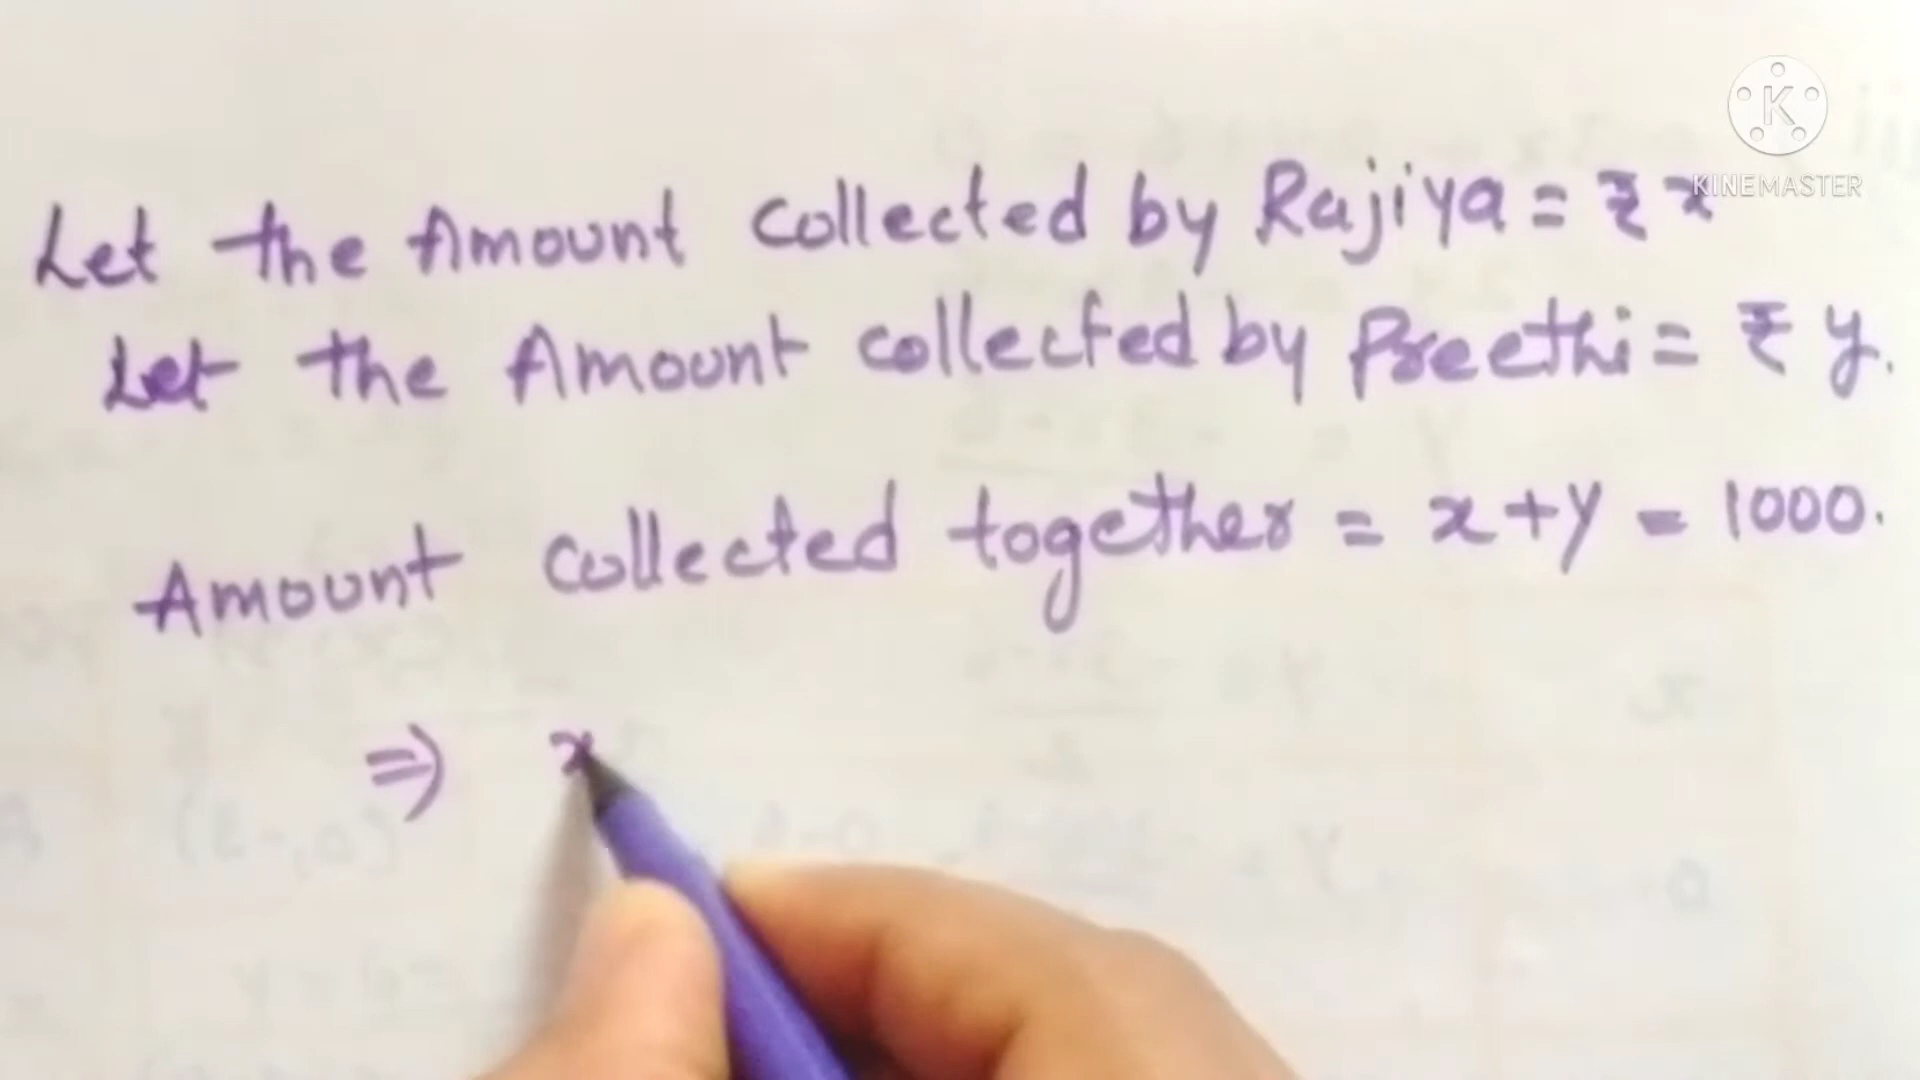 K
KINEMASTER
Let the Amount collected by Rajiya = ₹ x
Let the Amount collected by Preethi = ₹ y.
Amount collected together = x + y = 1000.
⇒ x